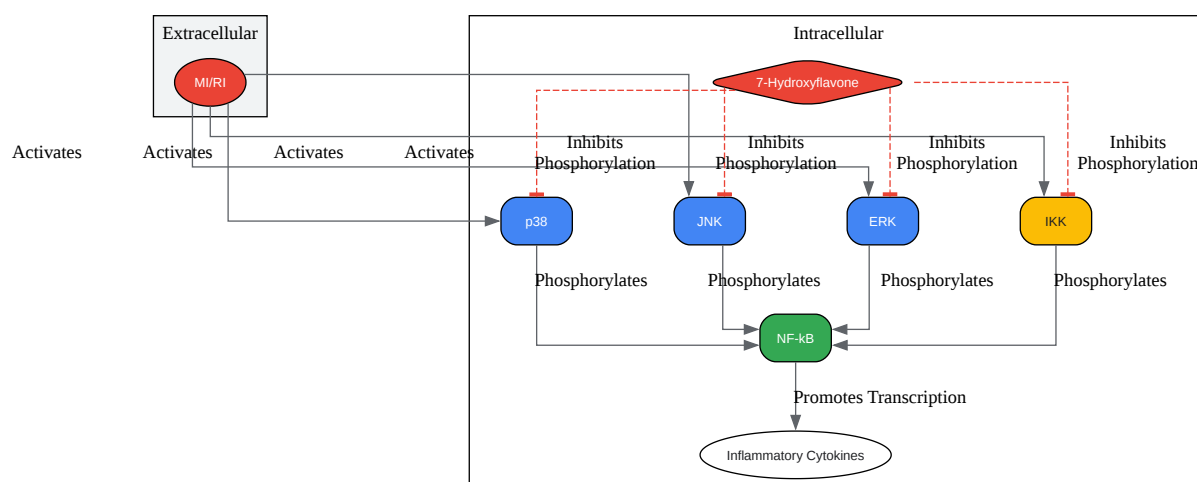 Extracellular
Intracellular
MI/RI
7-Hydroxyflavone
Activates
Activates
Activates
Activates
Inhibits
Phosphorylation
Inhibits
Phosphorylation
Inhibits
Phosphorylation
Inhibits
Phosphorylation
p38
JNK
ERK
IKK
Phosphorylates
Phosphorylates
Phosphorylates
Phosphorylates
NF-kB
Promotes Transcription
Inflammatory Cytokines